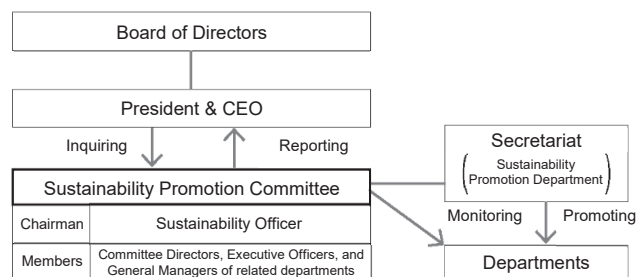 Board of Directors
President & CEO
Inquiring
Reporting
Sustainability Promotion Committee
Chairman
Sustainability Officer
Members
Committee Directors, Executive Officers, and
General Managers of related departments
Secretariat
(Sustainability
Promotion Department)
Monitoring
Promoting
Departments